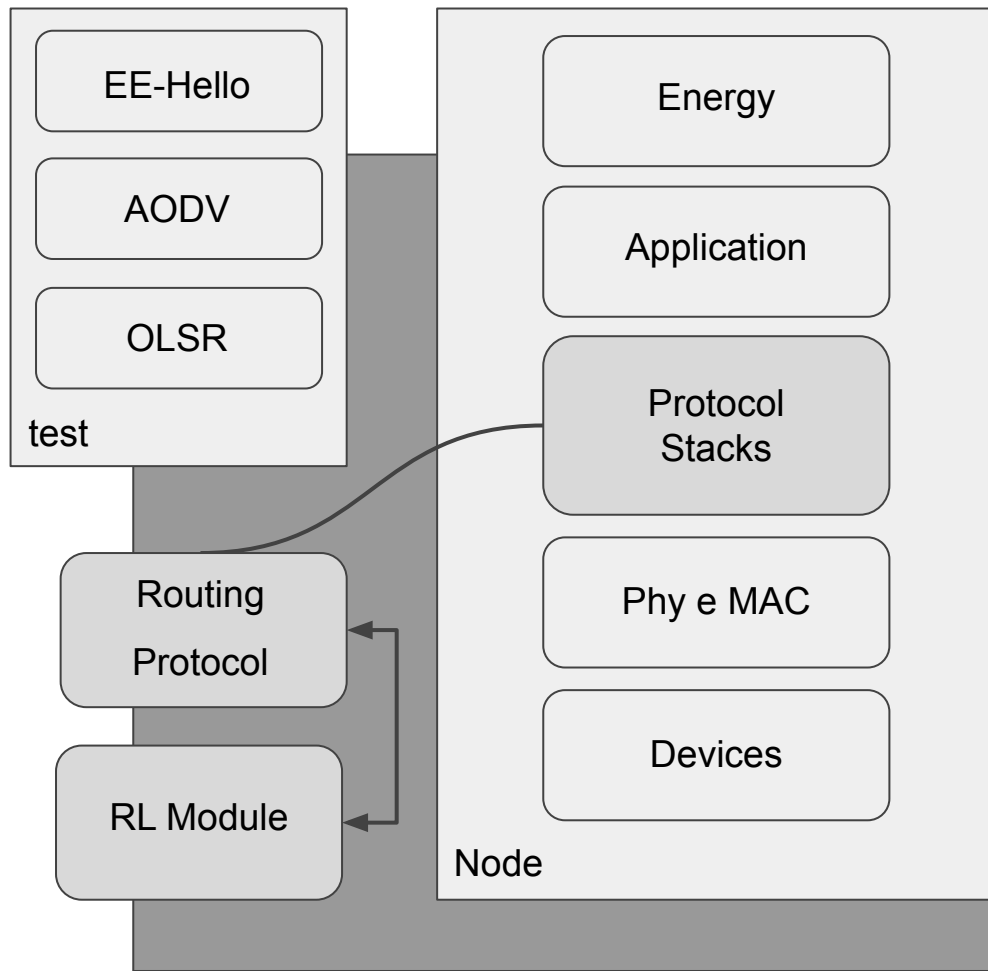 EE-Hello
AODV
OLSR
test
Routing
Protocol
RL Module
Energy
Application
Protocol
Stacks
Phy e MAC
Devices
Node